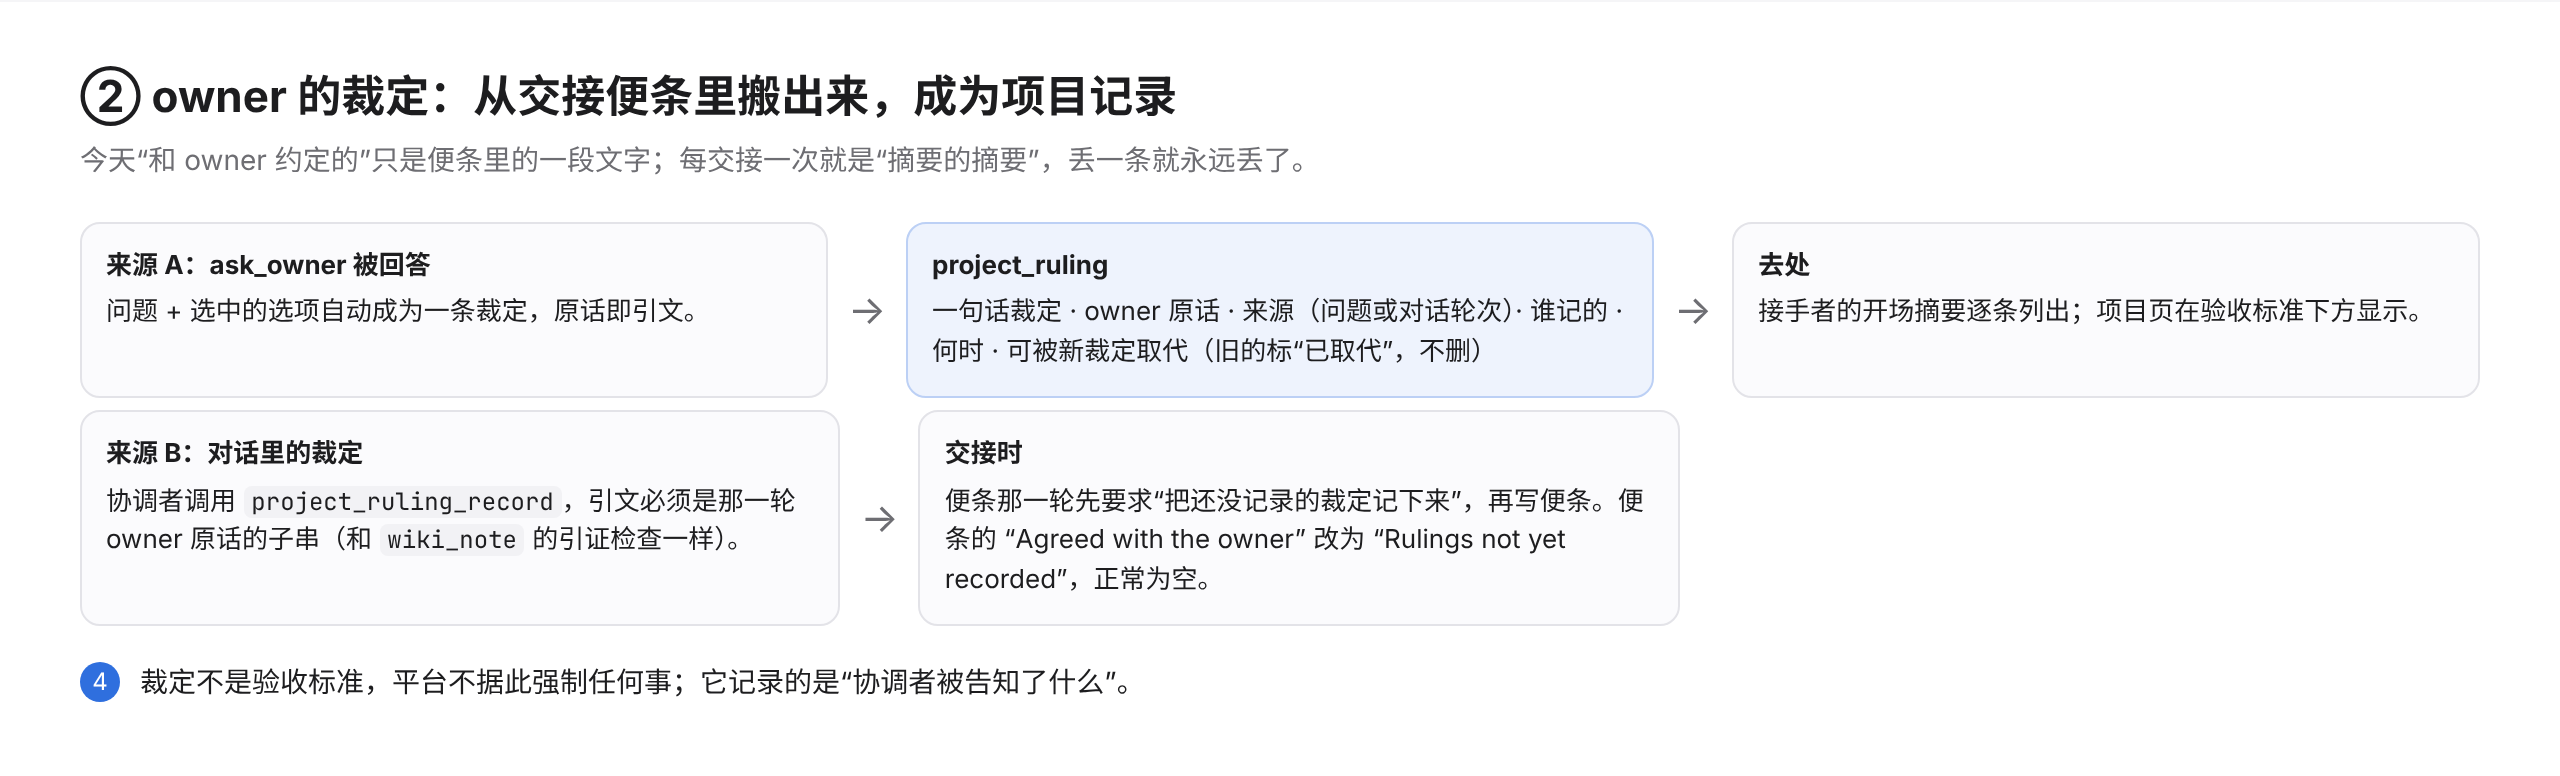 ② owner 的裁定：从交接便条里搬出来，成为项目记录
今天“和 owner 约定的”只是便条里的一段文字；每交接一次就是“摘要的摘要”，丢一条就永远丢了。
来源 A：ask_owner 被回答
问题 + 选中的选项自动成为一条裁定，原话即引文。
→
project_ruling
一句话裁定 · owner 原话 · 来源（问题或对话轮次）· 谁记的 ·
何时 · 可被新裁定取代（旧的标“已取代”，不删）
→
去处
接手者的开场摘要逐条列出；项目页在验收标准下方显示。
来源 B：对话里的裁定
协调者调用 project_ruling_record，引文必须是那一轮
owner 原话的子串（和 wiki_note 的引证检查一样）。
→
交接时
便条那一轮先要求“把还没记录的裁定记下来”，再写便条。便
条的 “Agreed with the owner” 改为 “Rulings not yet
recorded”，正常为空。
4 裁定不是验收标准，平台不据此强制任何事；它记录的是“协调者被告知了什么”。